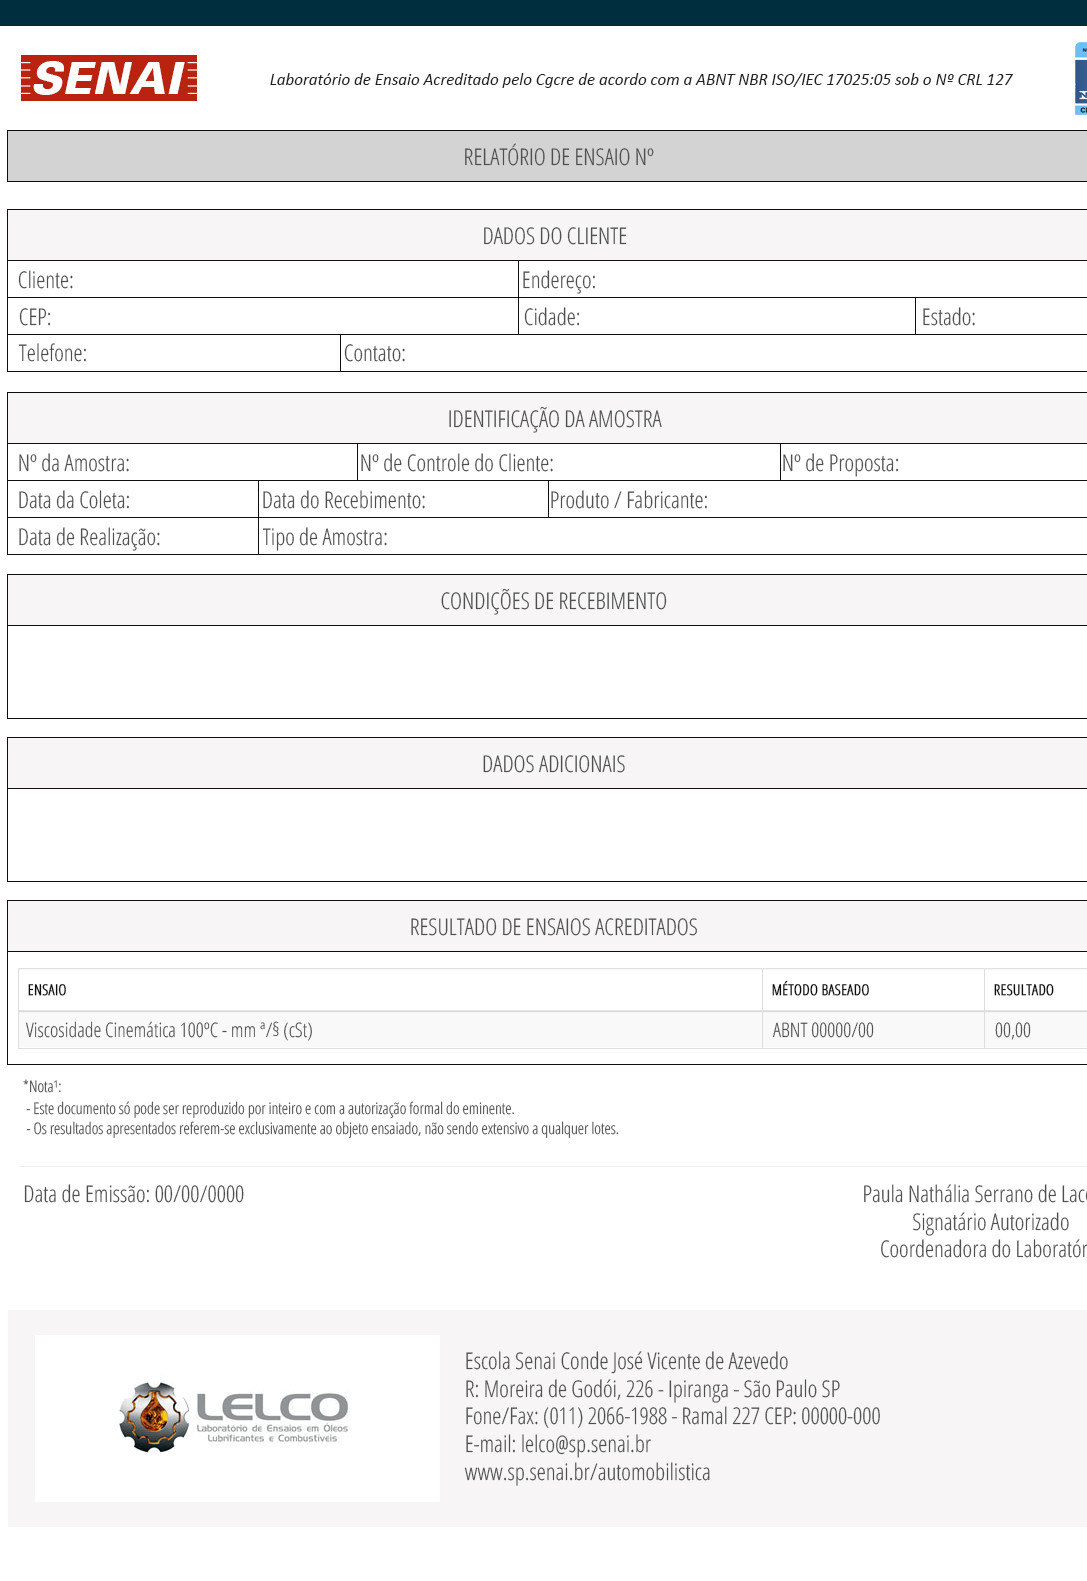 SENAI
Laboratório de Ensaio Acreditado pelo Cgcre de acordo com a ABNT NBR ISO/IEC 17025:05 sob o Nº CRL 127
RELATÓRIO DE ENSAIO Nº
DADOS DO CLIENTE
Cliente: Endereço:
CEP: Cidade: Estado:
Telefone: Contato:
IDENTIFICAÇÃO DA AMOSTRA
Nº da Amostra: Nº de Controle do Cliente: Nº de Proposta:
Data da Coleta: Data do Recebimento: Produto / Fabricante:
Data de Realização: Tipo de Amostra:
CONDIÇÕES DE RECEBIMENTO
DADOS ADICIONAIS
RESULTADO DE ENSAIOS ACREDITADOS
ENSAIO MÉTODO BASEADO RESULTADO
Viscosidade Cinemática 100ºC - mm ª/§ (cSt) ABNT 00000/00 00,00
*Nota¹:
- Este documento só pode ser reproduzido por inteiro e com a autorização formal do eminente.
- Os resultados apresentados referem-se exclusivamente ao objeto ensaiado, não sendo extensivo a qualquer lotes.
Data de Emissão: 00/00/0000
Paula Nathália Serrano de
Signatário Autorizado
Coordenadora do
LELCO
Laboratório de Ensaios em Óleos
Lubrificantes e Combustíveis
Escola Senai Conde José Vicente de Azevedo
R: Moreira de Godói, 226 - Ipiranga - São Paulo SP
Fone/Fax: (011) 2066-1988 - Ramal 227 CEP: 00000-000
E-mail: lelco@sp.senai.br
www.sp.senai.br/automobilistica